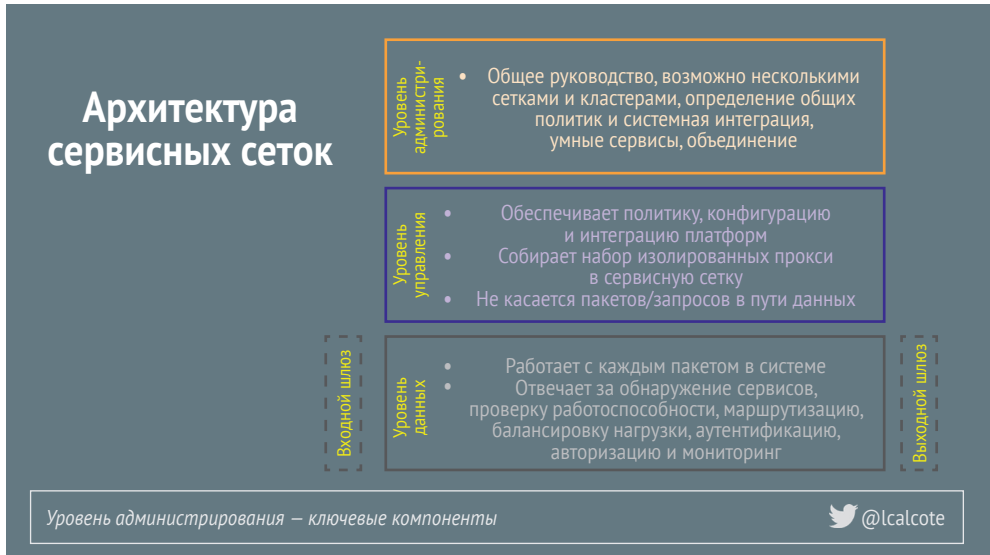 Архитектура
сервисных сеток
Уровень
администри-
рования
• Общее руководство, возможно несколькими
сетками и кластерами, определение общих
политик и системная интеграция,
умные сервисы, объединение
Уровень
управления
• Обеспечивает политику, конфигурацию
и интеграцию платформ
• Собирает набор изолированных прокси
в сервисную сетку
• Не касается пакетов/запросов в пути данных
Входной шлюз
Уровень
данных
• Работает с каждым пакетом в системе
• Отвечает за обнаружение сервисов,
проверку работоспособности, маршрутизацию,
балансировку нагрузки, аутентификацию,
авторизацию и мониторинг
Выходной шлюз
Уровень администрирования — ключевые компоненты
@lcalcote